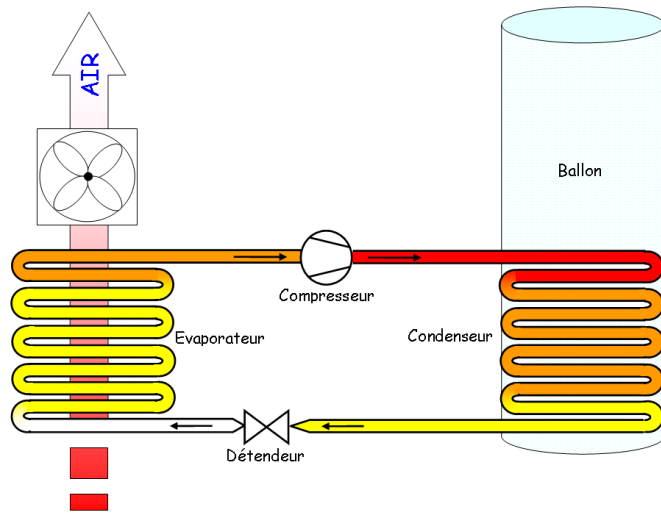 AIR
Ballon
Compresseur
Evaporateur
Condenseur
Détendeur